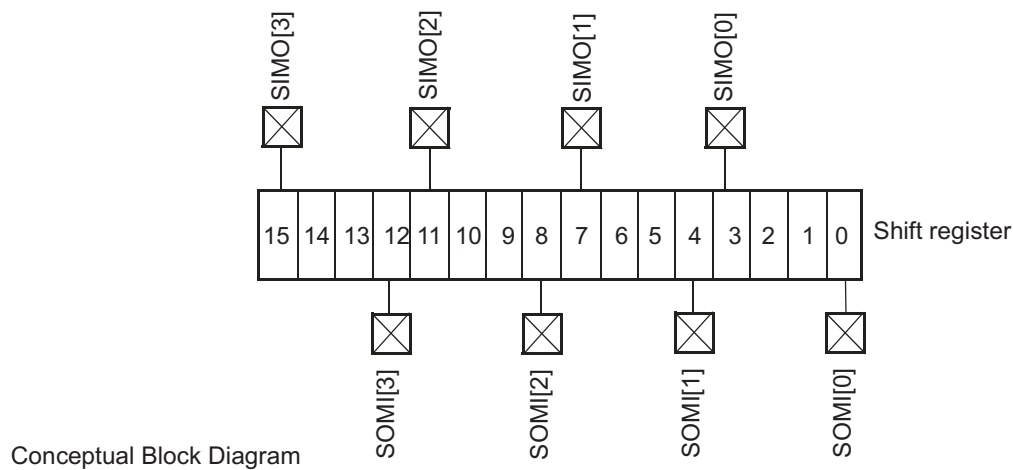 SIMO[3] SIMO[2] SIMO[1] SIMO[0]
15 14 13 12 11 10 9 8 7 6 5 4 3 2 1 0 Shift register
SOMI[3] SOMI[2] SOMI[1] SOMI[0]
Conceptual Block Diagram